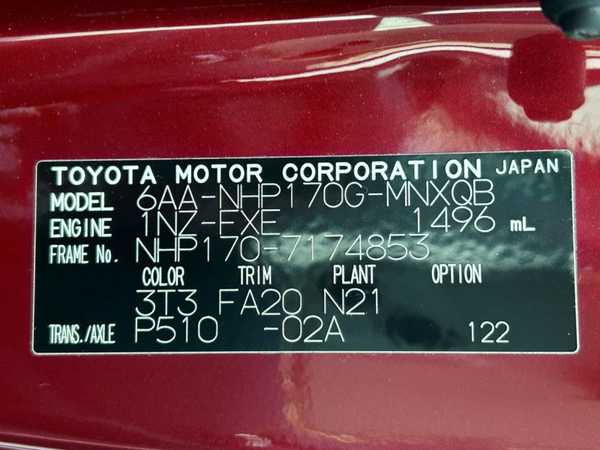 TOYOTA MOTOR CORPORATION JAPAN
MODEL 6AA-NHP170G-MNXQB
ENGINE 1NZ-EXE 1496 mL
FRAME No. NHP170-7174853
COLOR TRIM PLANT OPTION
3T3 FA20 N21
TRANS./AXLE P510 -02A 122